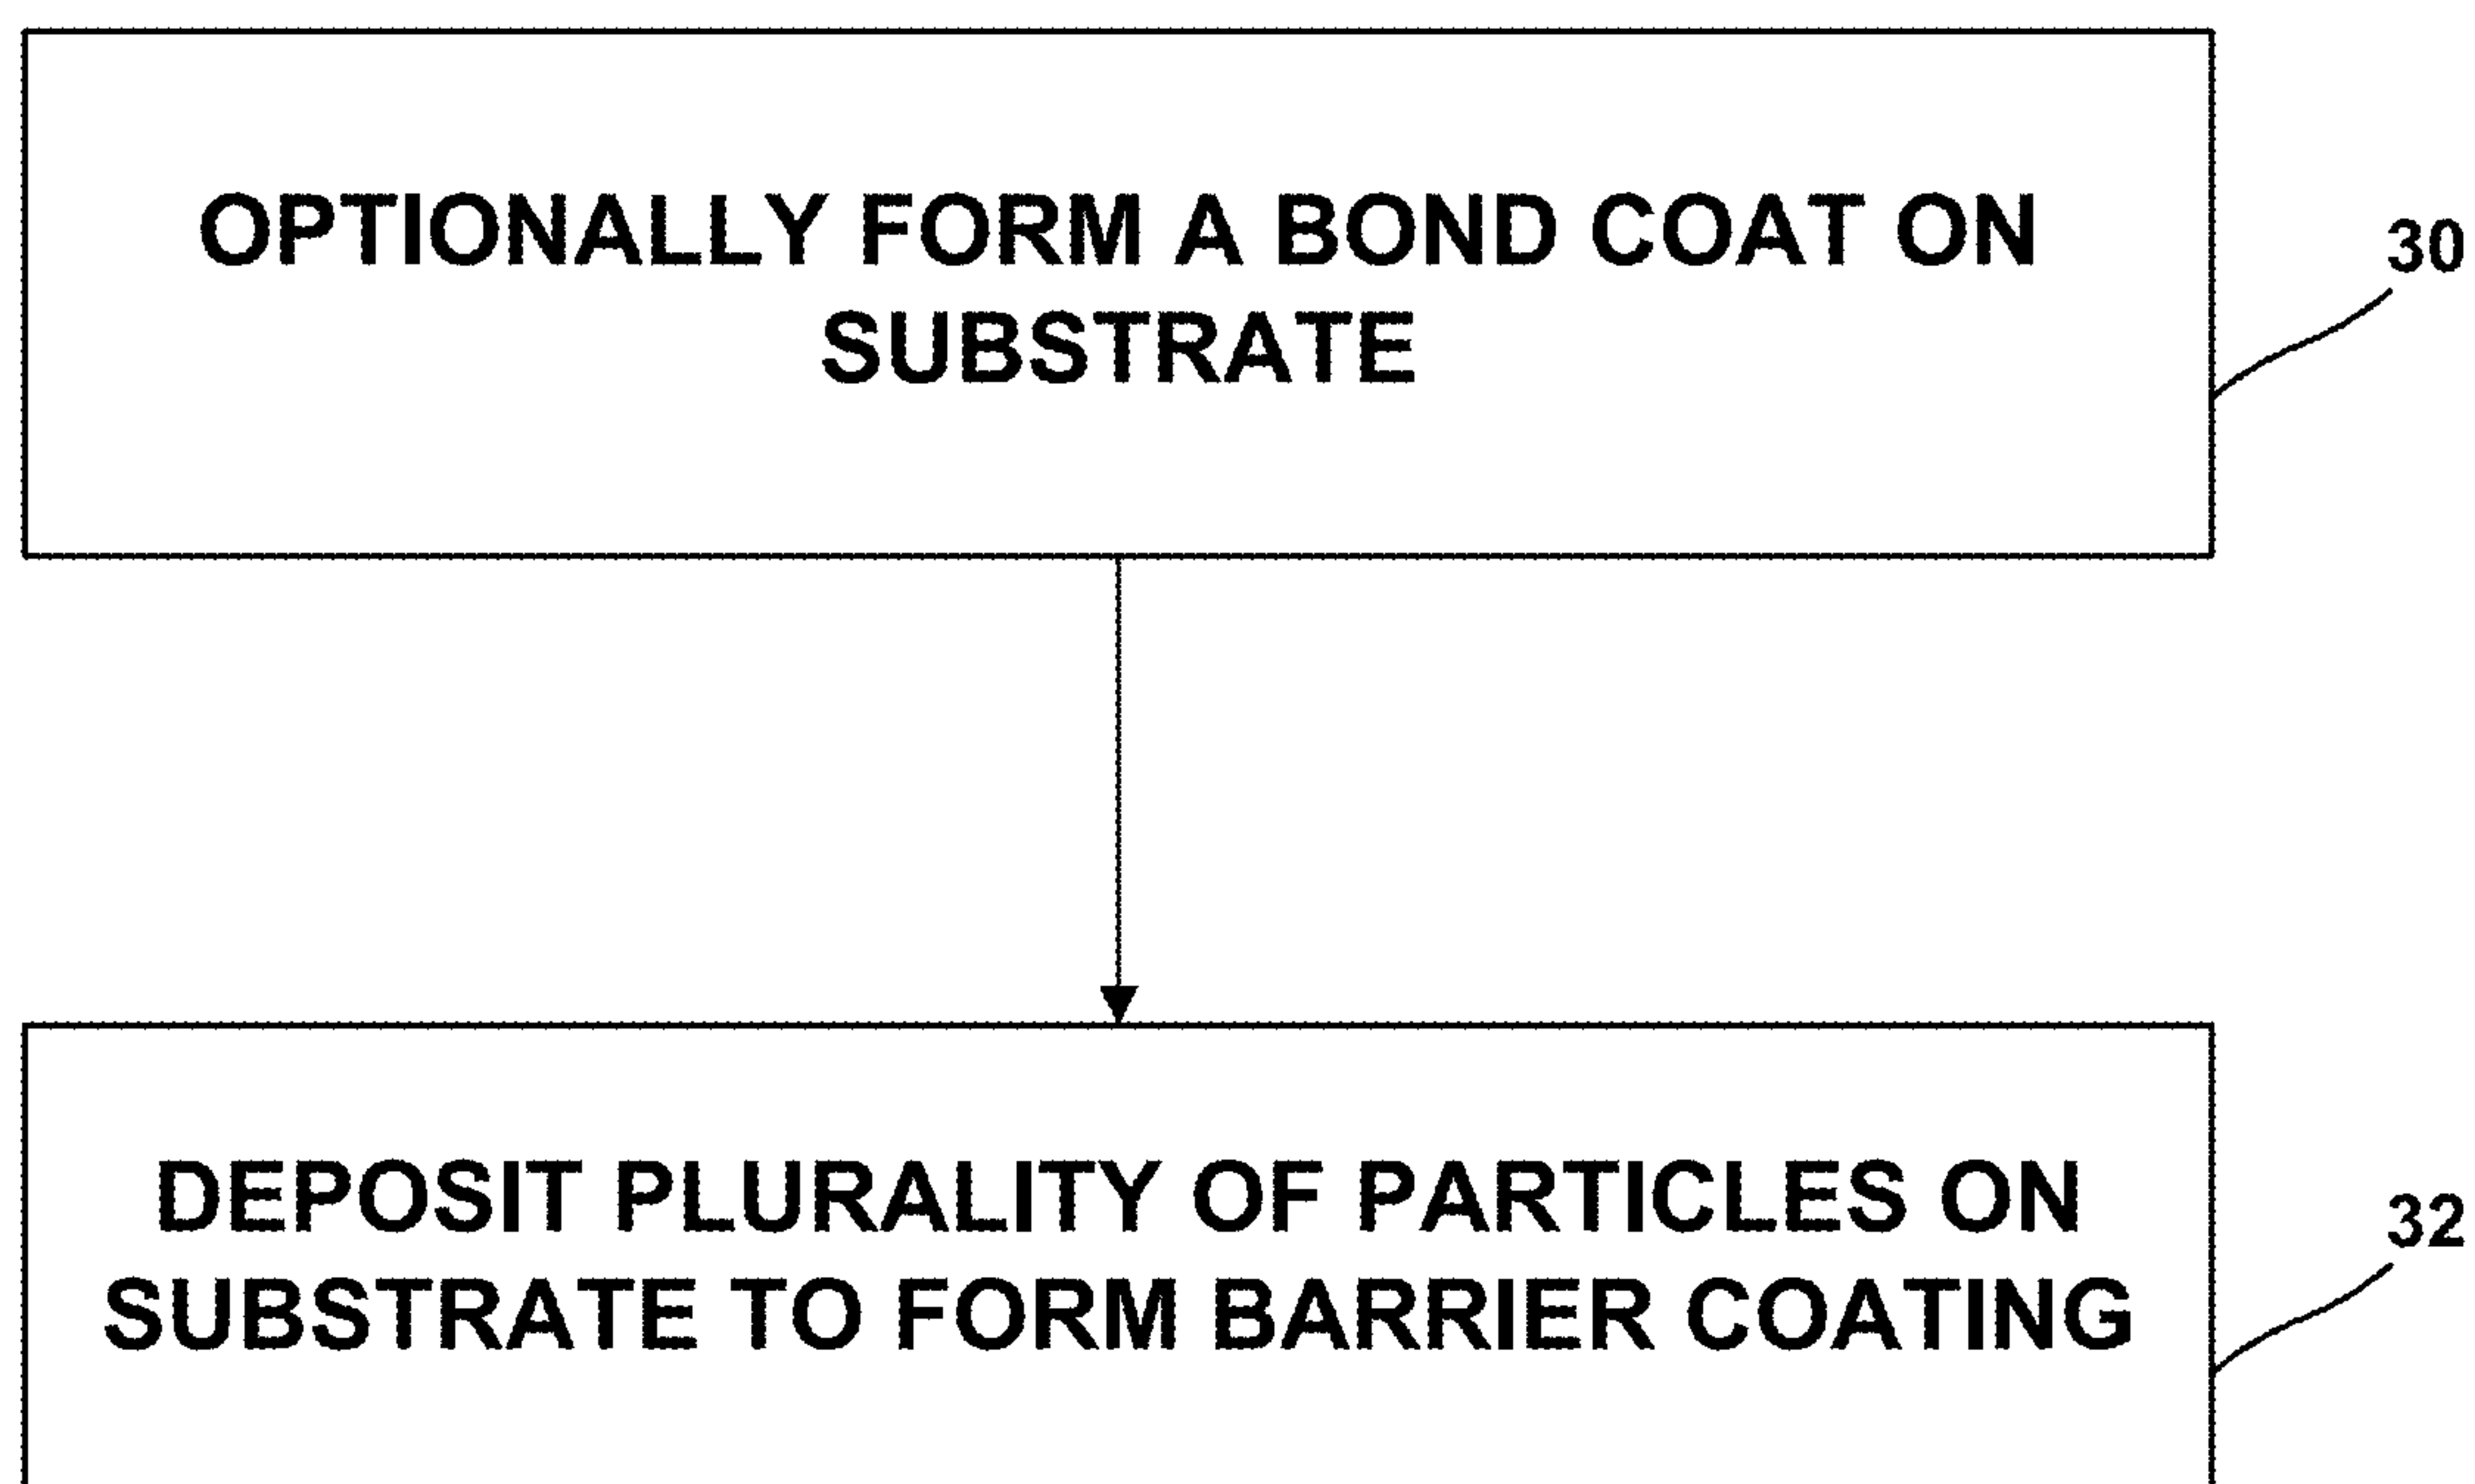 OPTIONALLY FORM A BOND COAT ON
SUBSTRATE
30
DEPOSIT PLURALITY OF PARTICLES ON
SUBSTRATE TO FORM BARRIER COATING
32